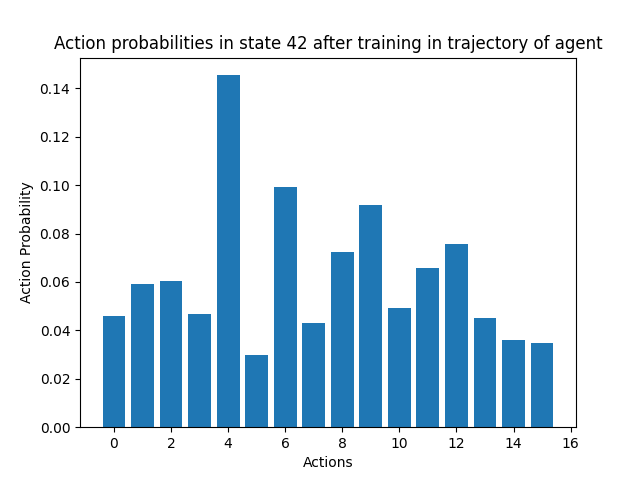 Action probabilities in state 42 after training in trajectory of agent
0.14
0.12
0.10
0.08
0.06
0.04
0.02
0.00
Action Probability
0 2 4 6 8 10 12 14 16
Actions